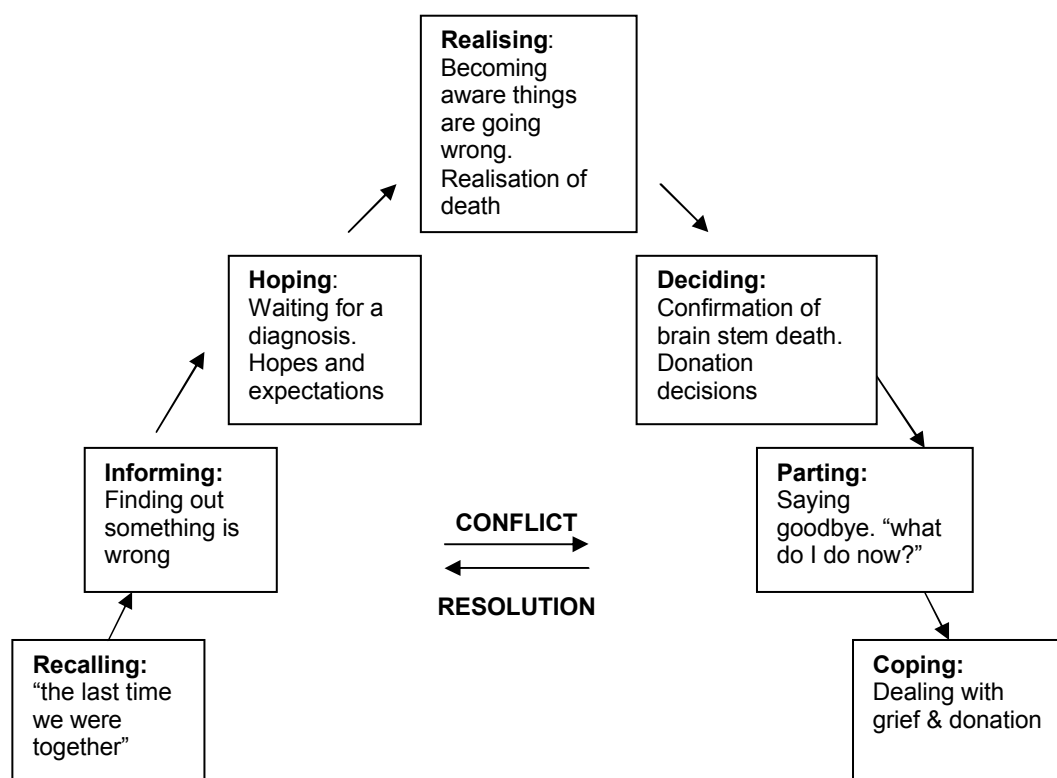 Realising:
Becoming
aware things
are going
wrong.
Realisation of
death
Hoping:
Waiting for a
diagnosis.
Hopes and
expectations
Deciding:
Confirmation of
brain stem death.
Donation
decisions
Informing:
Finding out
something is
wrong
CONFLICT
RESOLUTION
Parting:
Saying
goodbye. “what
do I do now?”
Recalling:
“the last time
we were
together”
Coping:
Dealing with
grief & donation